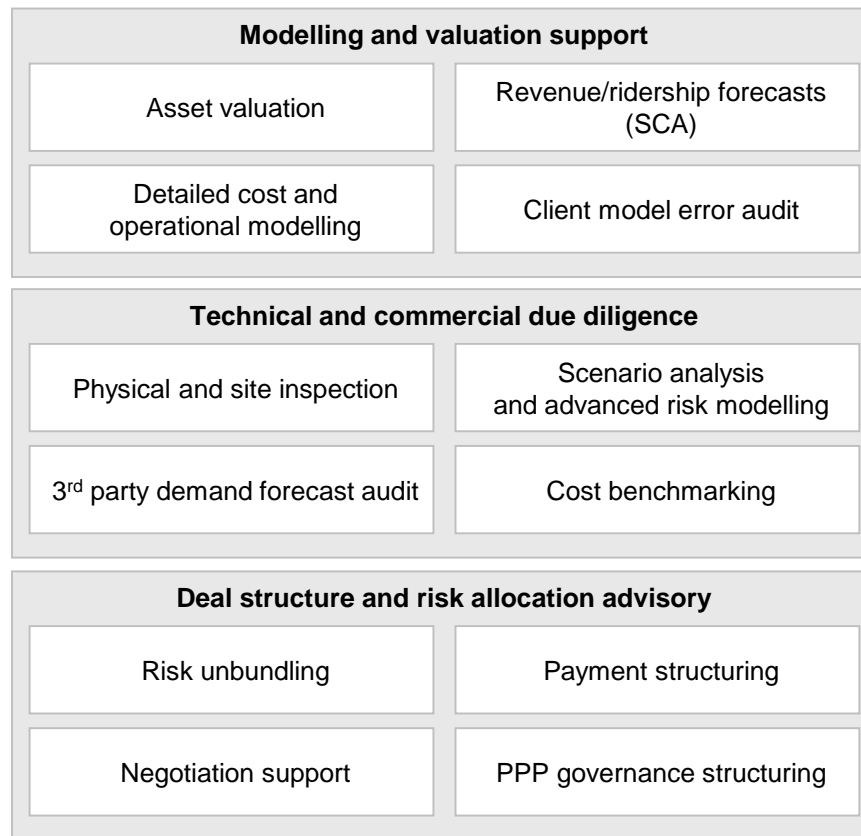 Modelling and valuation support
Asset valuation
Revenue/ridership forecasts
(SCA)
Detailed cost and
operational modelling
Client model error audit
Technical and commercial due diligence
Physical and site inspection
Scenario analysis
and advanced risk modelling
3rd party demand forecast audit
Cost benchmarking
Deal structure and risk allocation advisory
Risk unbundling
Payment structuring
Negotiation support
PPP governance structuring